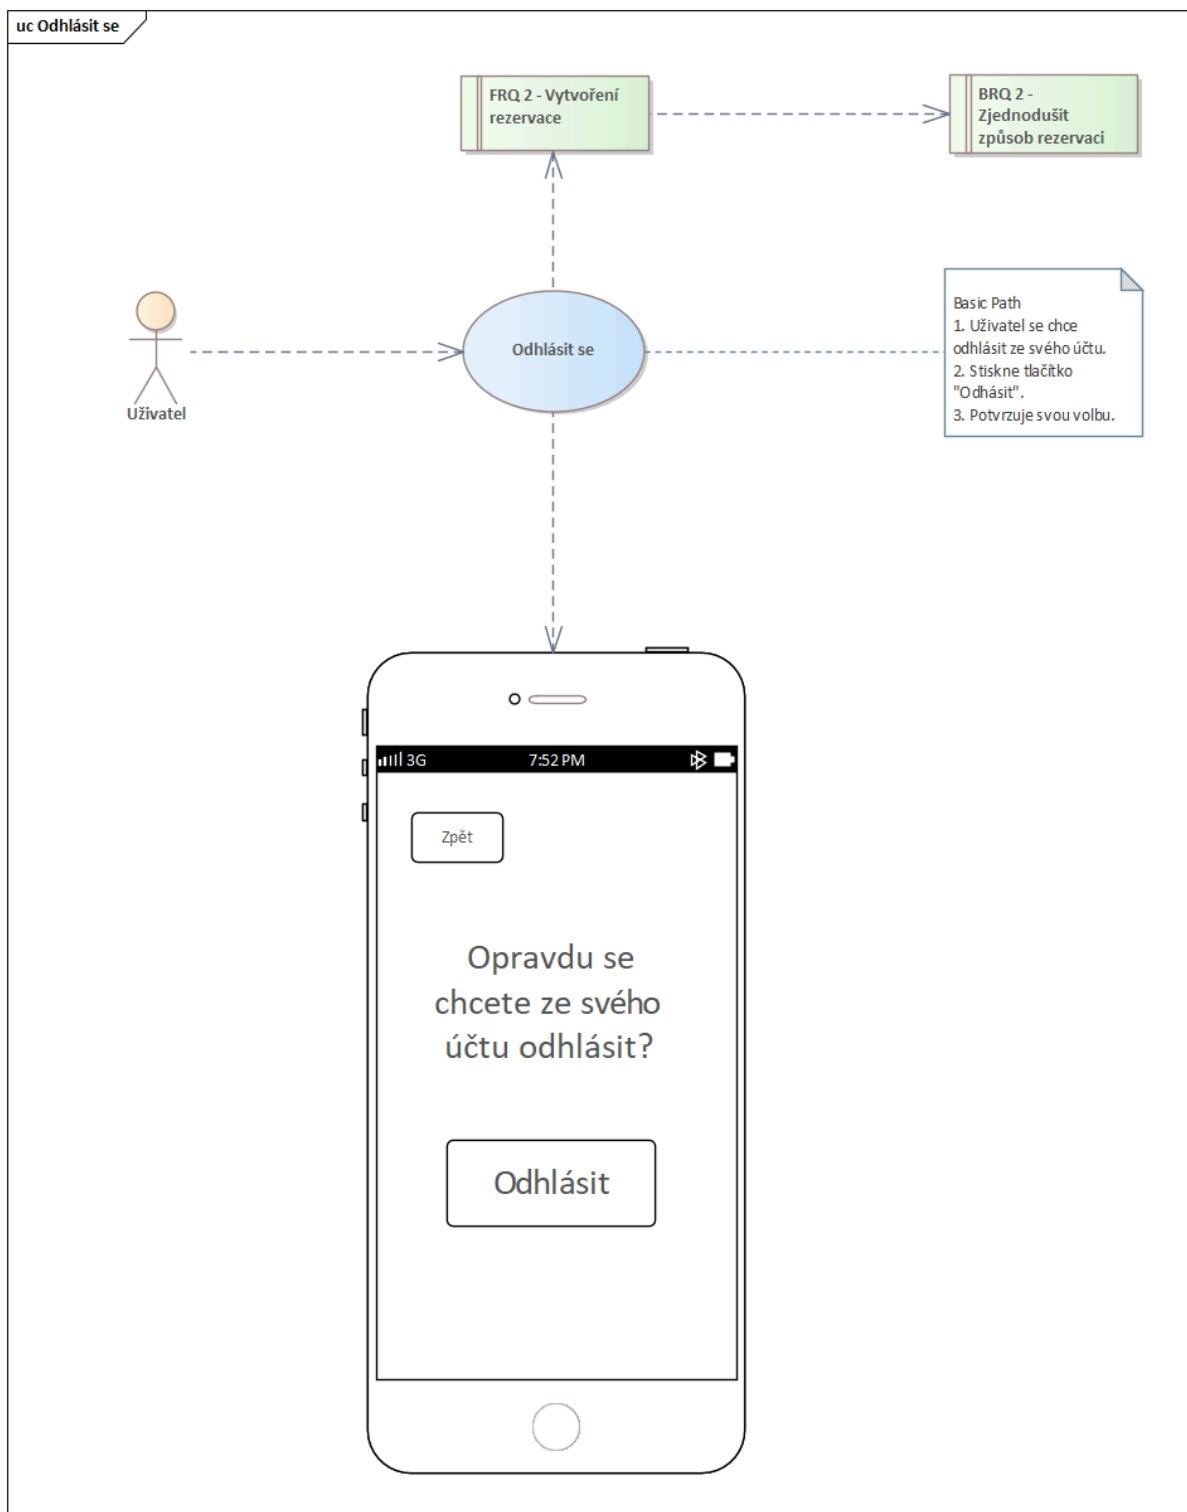 uc Odhlásit se
FRQ 2 - Vytvoření
rezervace
BRQ 2 -
Zjednodušit
způsob rezervaci
Uživatel
Odhlásit se
Basic Path
1. Uživatel se chce
odhlásit ze svého účtu.
2. Stiskne tlačítko
"Odhásit".
3. Potvrzuje svou volbu.
3G
7:52 PM
Zpět
Opravdu se
chcete ze svého
účtu odhlásit?
Odhlásit